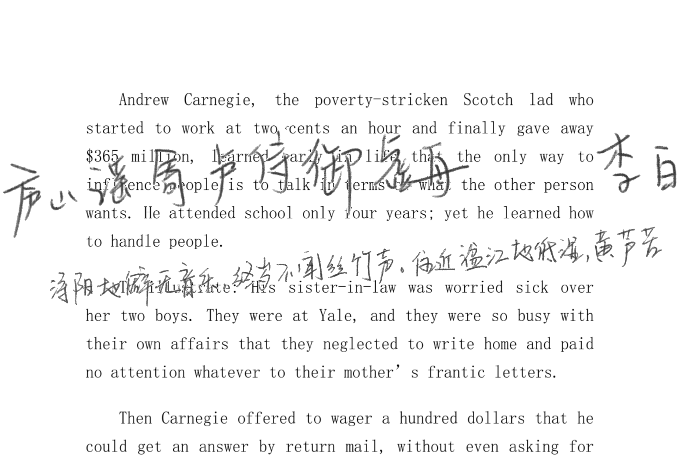 Andrew Carnegie, the poverty-stricken Scotch lad who
started to work at two cents an hour and finally gave away
$365 million, learned early in life that the only way to
庐山谣 卢侍御虚 李白
influence people is to talk in terms of what the other person
wants. He attended school only four years; yet he learned how
to handle people.
浔阳地僻无音乐,终岁不闻丝竹声。住近湓江地低湿,黄芦苦
To illustrate: His sister-in-law was worried sick over
her two boys. They were at Yale, and they were so busy with
their own affairs that they neglected to write home and paid
no attention whatever to their mother’s frantic letters.
Then Carnegie offered to wager a hundred dollars that he
could get an answer by return mail, without even asking for